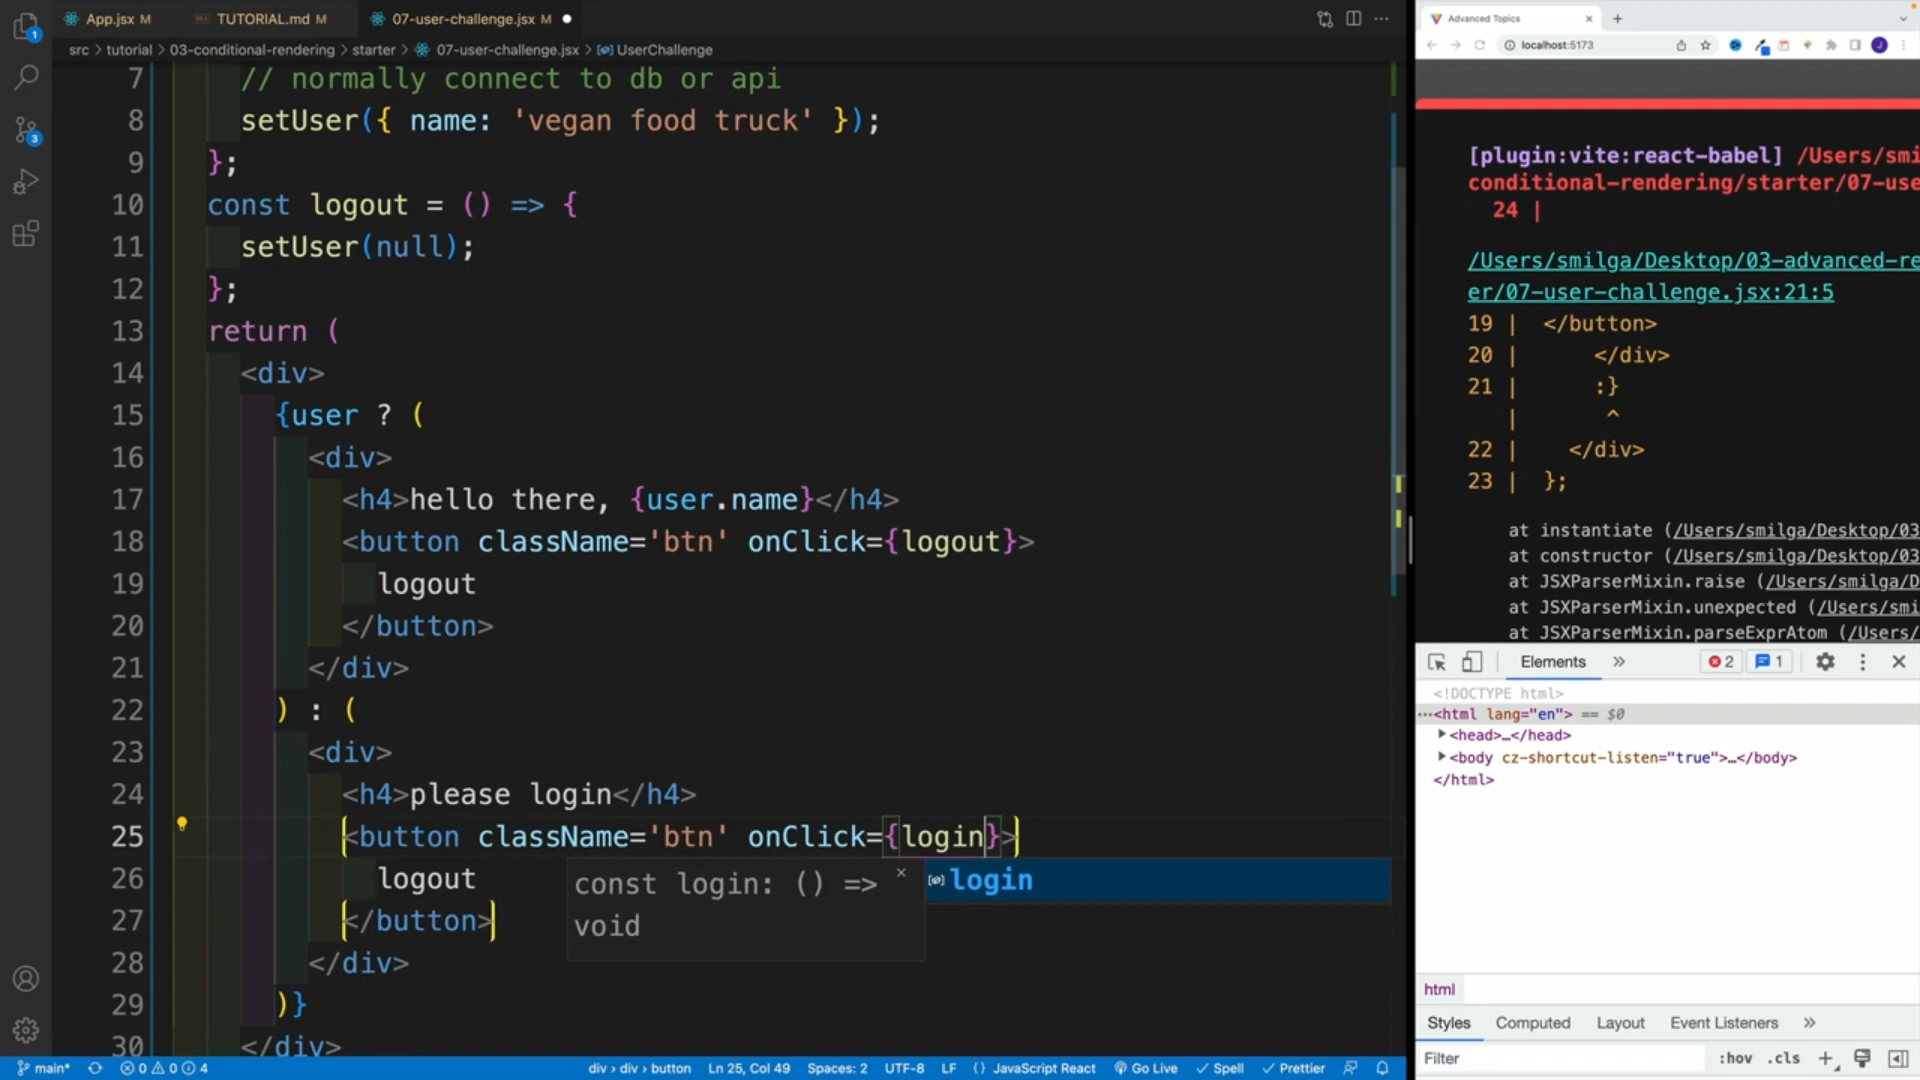 App.jsx M
TUTORIAL.md M
07-user-challenge.jsx M
src > tutorial > 03-conditional-rendering > starter > 07-user-challenge.jsx > UserChallenge
7 // normally connect to db or api
8 setUser({ name: 'vegan food truck' });
9 };
10 const logout = () => {
11 setUser(null);
12 };
13 return (
14 <div>
15 {user ? (
16 <div>
17 <h4>hello there, {user.name}</h4>
18 <button className='btn' onClick={logout}>
19 logout
20 </button>
21 </div>
22 ) : (
23 <div>
24 <h4>please login</h4>
25 <button className='btn' onClick={login}>
26 logout
27 </button>
28 </div>
29 )}
30 </div>
const login: () =>
void
×
login
1
3
main*
0 0 4
div > div > button
Ln 25, Col 49
Spaces: 2
UTF-8
LF
{} JavaScript React
Go Live
Spell
Prettier
Advanced Topics
localhost:5173
J
[plugin:vite:react-babel] /Users/smi
conditional-rendering/starter/07-use
24 |
/Users/smilga/Desktop/03-advanced-re
er/07-user-challenge.jsx:21:5
19 | </button>
20 | </div>
21 | :}
| ^
22 | </div>
23 | };
at instantiate (/Users/smilga/Desktop/03
at constructor (/Users/smilga/Desktop/03
at JSXParserMixin.raise (/Users/smilga/D
at JSXParserMixin.unexpected (/Users/smi
at JSXParserMixin.parseExprAtom (/Users/
Elements
»
2
1
<!DOCTYPE html>
<html lang="en"> == $0
<head>…</head>
<body cz-shortcut-listen="true">…</body>
</html>
html
Styles
Computed
Layout
Event Listeners
»
Filter
:hov .cls +